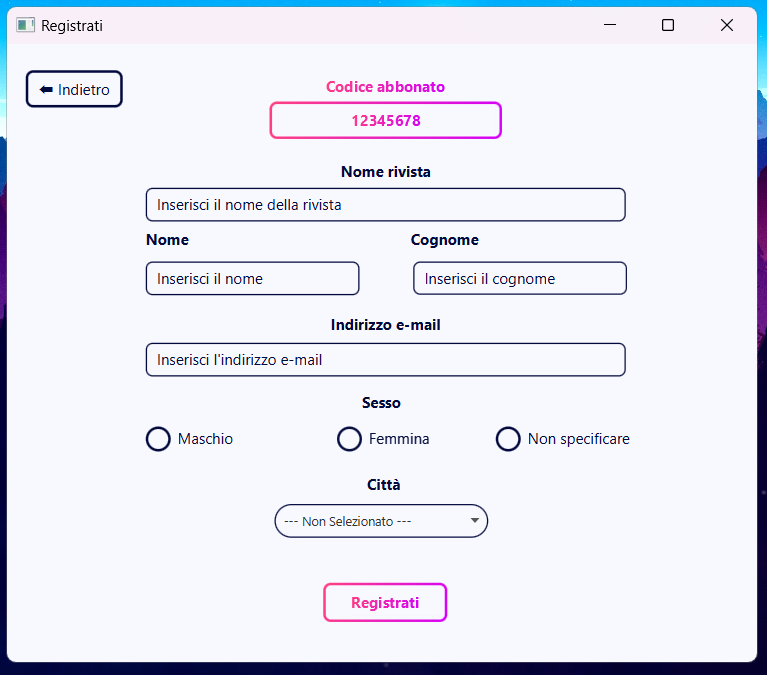 Registrati
⬅ Indietro
Codice abbonato
12345678
Nome rivista
Inserisci il nome della rivista
Nome Cognome
Inserisci il nome Inserisci il cognome
Indirizzo e-mail
Inserisci l'indirizzo e-mail
Sesso
Maschio Femmina Non specificare
Città
--- Non Selezionato ---
Registrati